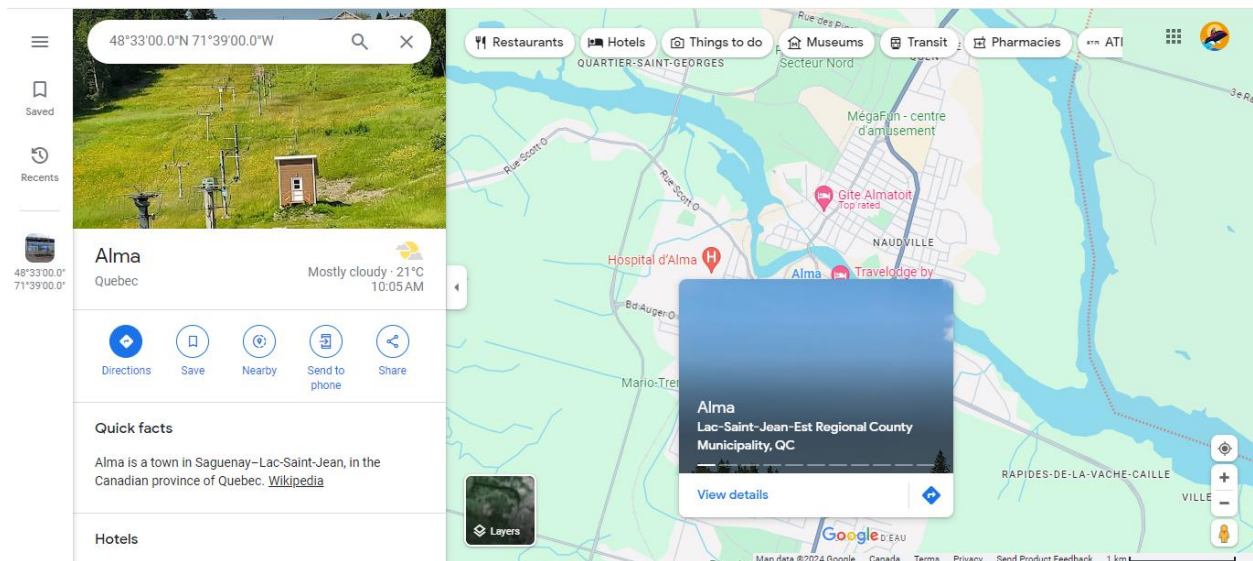 48°33'00.0"N 71°39'00.0"W
Saved
Recents
48°33'00.0"
71°39'00.0"
Alma
Quebec
Mostly cloudy · 21°C
10:05 AM
Directions
Save
Nearby
Send to
phone
Share
Quick facts
Alma is a town in Saguenay–Lac-Saint-Jean, in the
Canadian province of Quebec. Wikipedia
Hotels
Restaurants
Hotels
Things to do
Museums
Transit
Pharmacies
ATM
Rue des
QUARTIER-SAINT-GEORGES
Secteur Nord
3e Ra
MégaFun - centre
d'amusement
Rue Scott O
Rue Scott O
Gite Almatoit
Top rated
NAUDVILLE
Hospital d'Alma
Alma
Travelodge by
Bd Auger O
Alma
Lac-Saint-Jean-Est Regional County
Municipality, QC
View details
RAPIDES-DE-LA-VACHE-CAILLE
VILLE
Layers
Google
D'EAU
Map data ©2024 Google Canada Terms Privacy Send Product Feedback 1 km